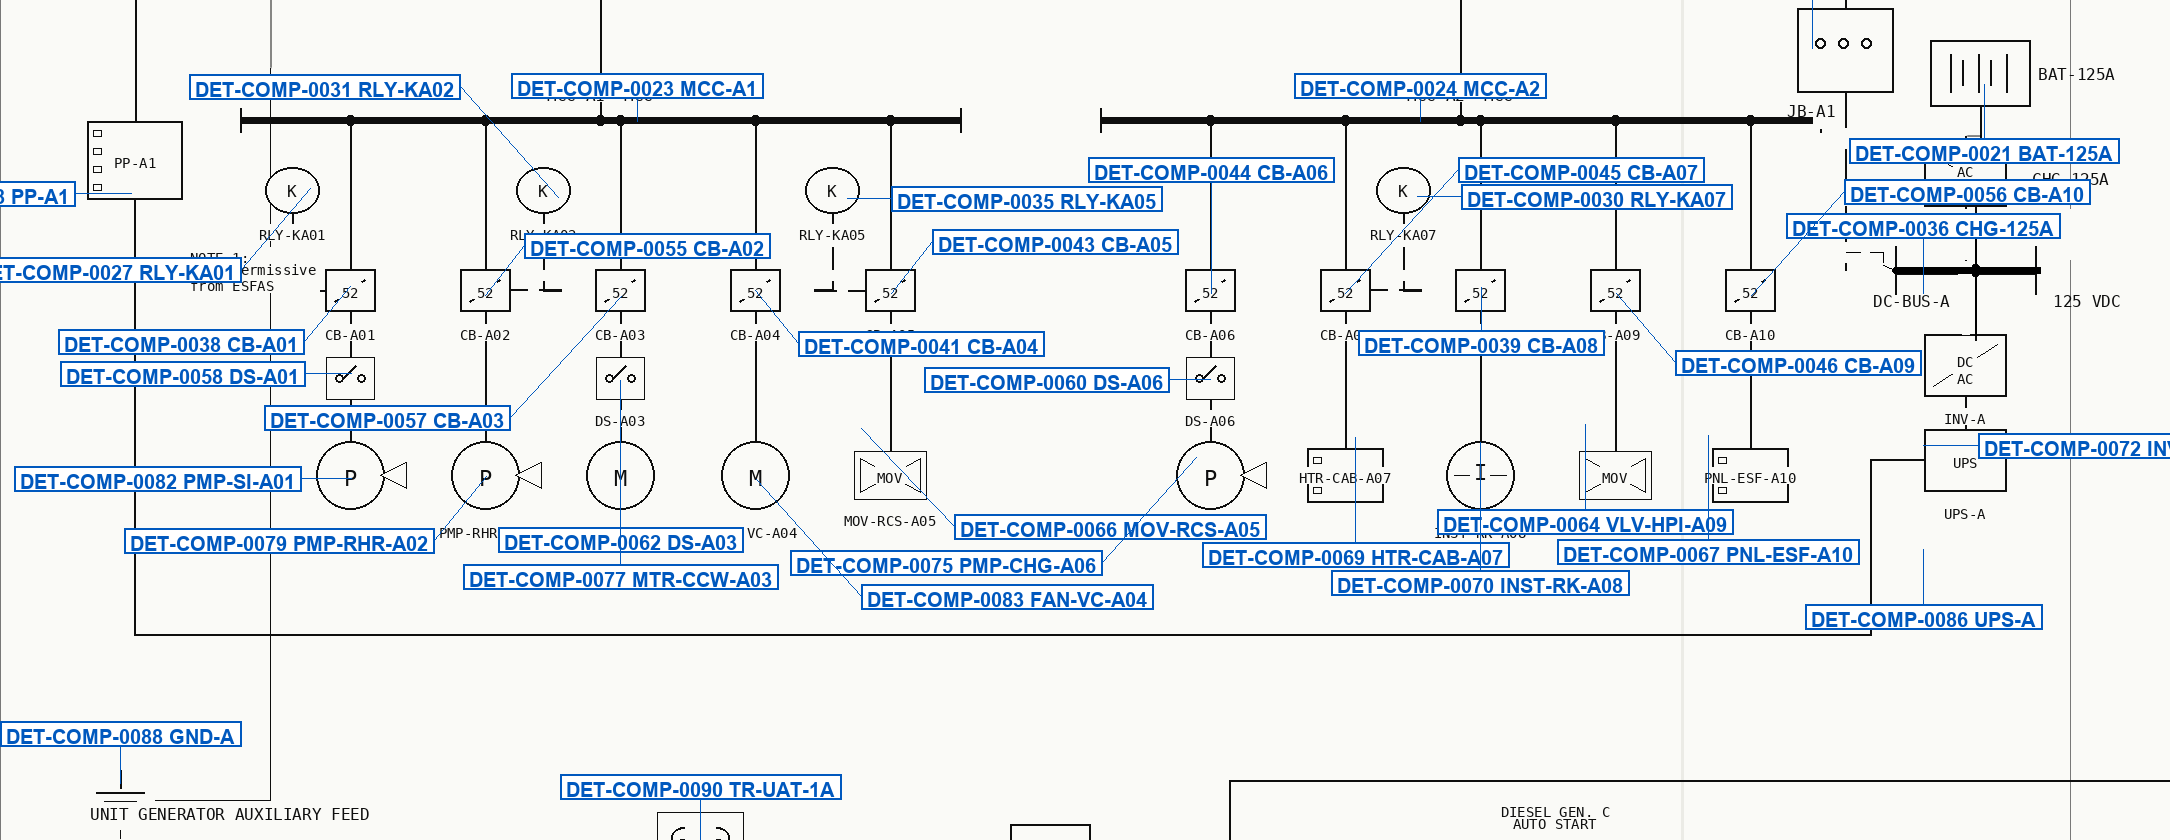 DET-COMP-0031 RLY-KA02
DET-COMP-0023 MCC-A1
DET-COMP-0024 MCC-A2
BAT-125A
JB-A1
PP-A1
DET-COMP-0021 BAT-125A
AC
DET-COMP-0044 CB-A06
DET-COMP-0045 CB-A07
K
K
K
K
PP-A1
DET-COMP-0035 RLY-KA05
DET-COMP-0030 RLY-KA07
DET-COMP-0056 CB-A10
RLY-KA01
RLY-KA05
RLY-KA07
DET-COMP-0036 CHG-125A
DET-COMP-0055 CB-A02
DET-COMP-0043 CB-A05
RLY-KA01
from ESFAS
52
52
52
52
52
52
52
52
52
52
DC-BUS-A
125 VDC
CB-A01
CB-A02
CB-A03
CB-A04
CB-A06
CB-A10
DET-COMP-0038 CB-A01
DET-COMP-0041 CB-A04
DET-COMP-0039 CB-A08
DET-COMP-0046 CB-A09
DET-COMP-0058 DS-A01
DET-COMP-0060 DS-A06
DC
AC
DET-COMP-0057 CB-A03
DS-A03
DS-A06
INV-A
DET-COMP-0072
UPS
DET-COMP-0082 PMP-SI-A01
P
P
M
M
MOV
P
HTR-CAB-A07
I
MOV
PNL-ESF-A10
MOV-RCS-A05
UPS-A
DET-COMP-0079 PMP-RHR-A02
DET-COMP-0062 DS-A03
DET-COMP-0066 MOV-RCS-A05
DET-COMP-0064 VLV-HPI-A09
DET-COMP-0069 HTR-CAB-A07
DET-COMP-0067 PNL-ESF-A10
DET-COMP-0077 MTR-CCW-A03
DET-COMP-0075 PMP-CHG-A06
DET-COMP-0070 INST-RK-A08
DET-COMP-0083 FAN-VC-A04
DET-COMP-0086 UPS-A
DET-COMP-0088 GND-A
DET-COMP-0090 TR-UAT-1A
UNIT GENERATOR AUXILIARY FEED
DIESEL GEN. C
AUTO START